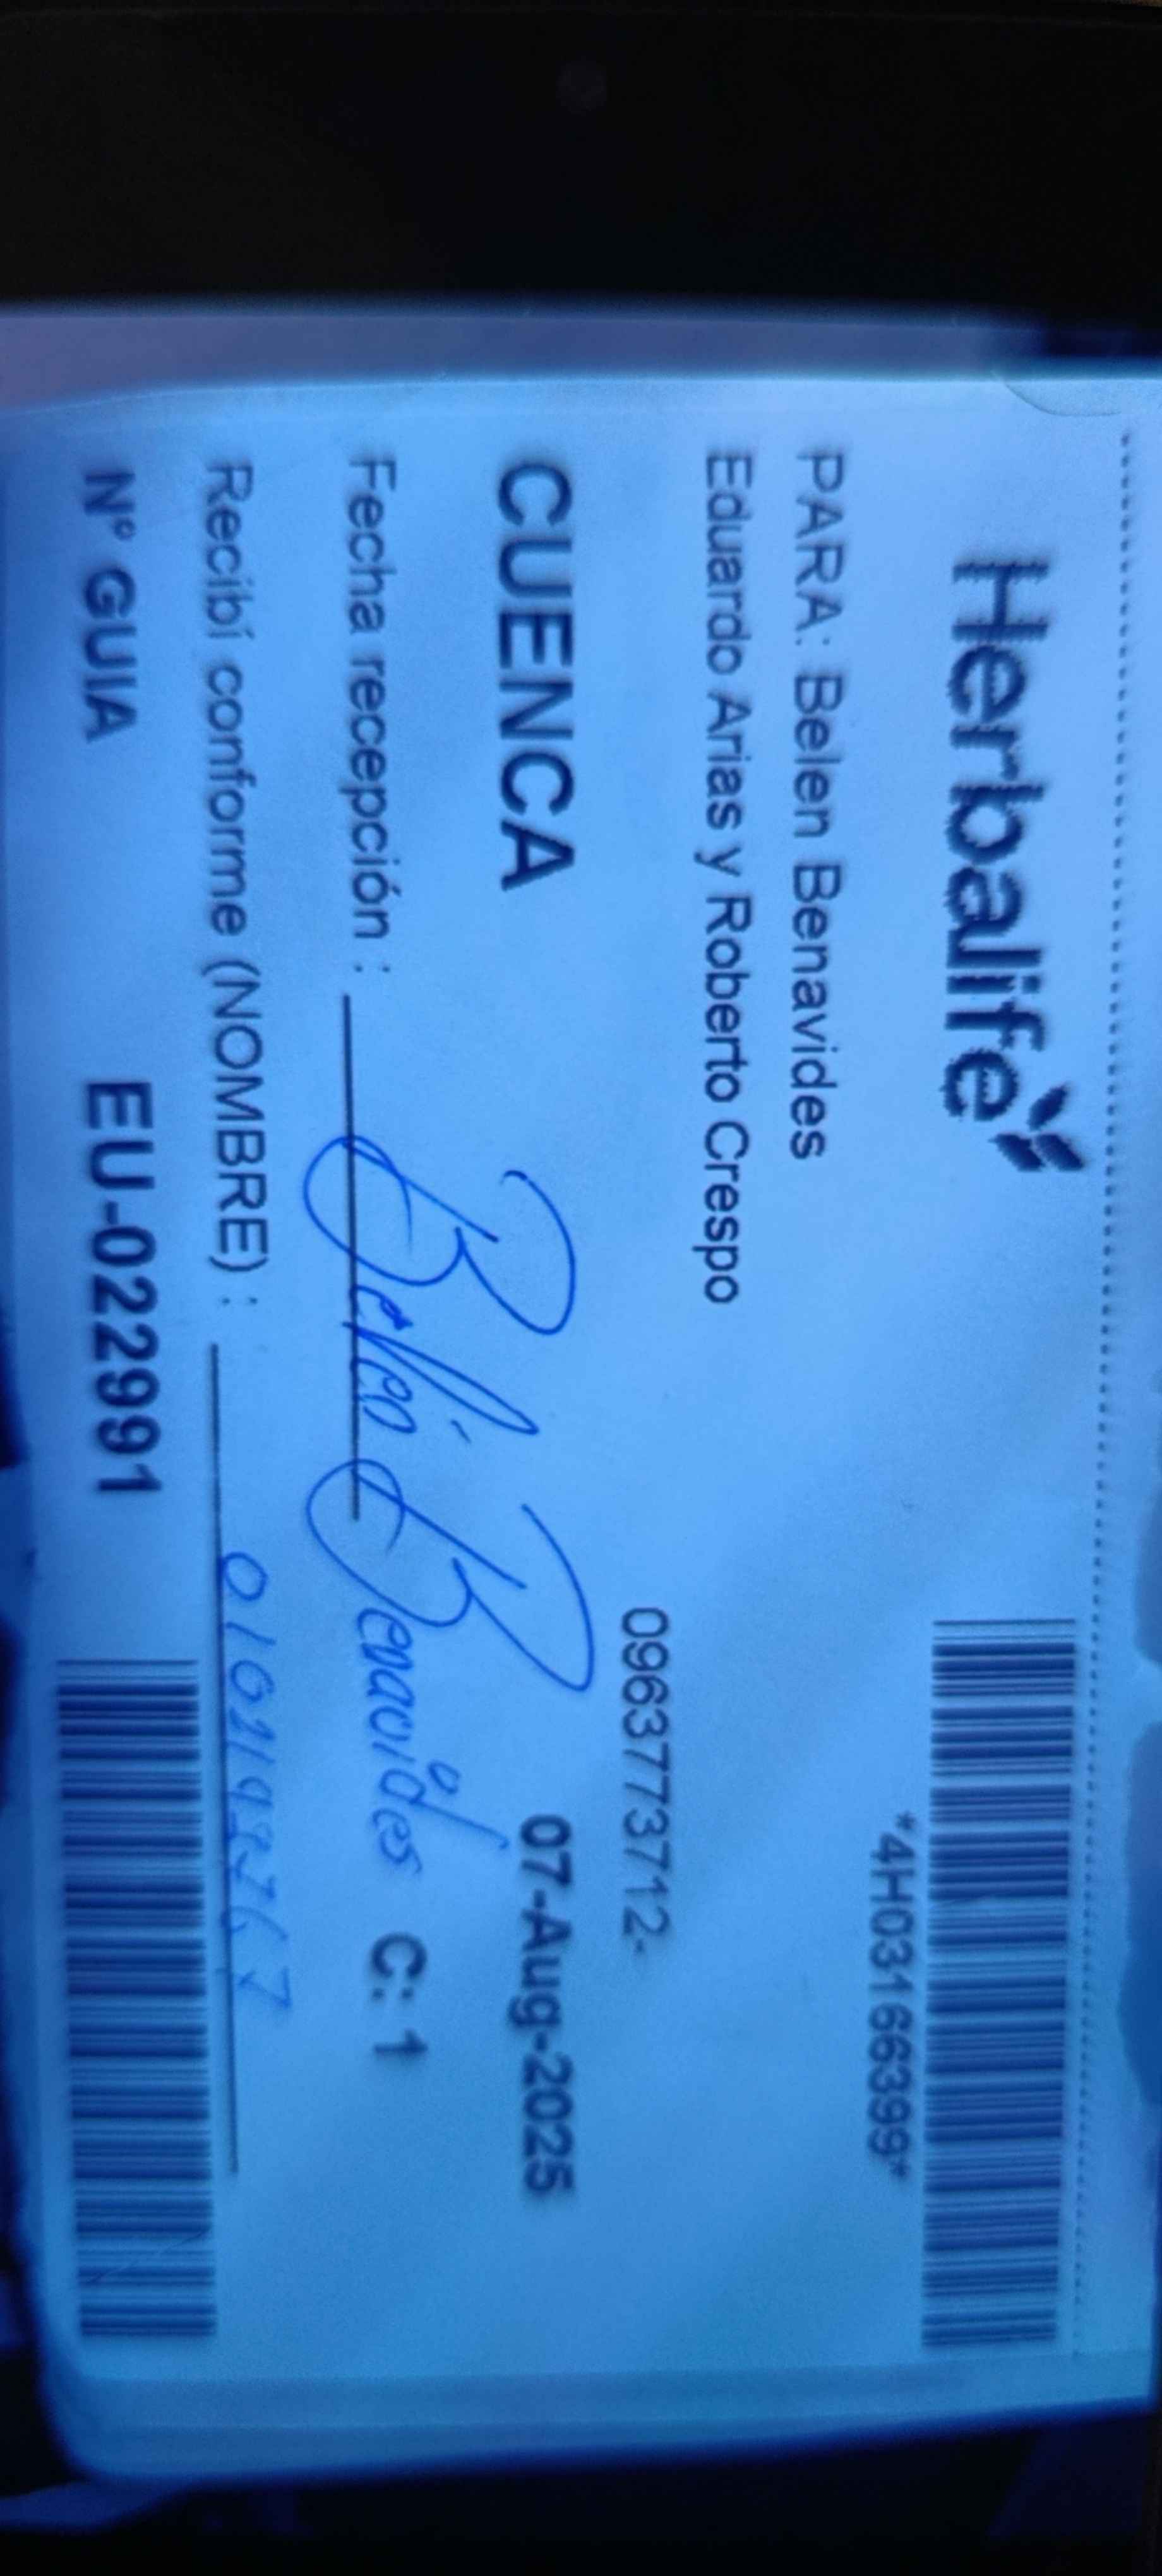 Herbalife
*4H03166399*
PARA: Belen Benavides
Eduardo Arias y Roberto Crespo
0963773712-
CUENCA
07-Aug-2025
Fecha recepción :
Belén Benavides
C: 1
Recibí conforme (NOMBRE) :
Nº GUIA
EU-022991